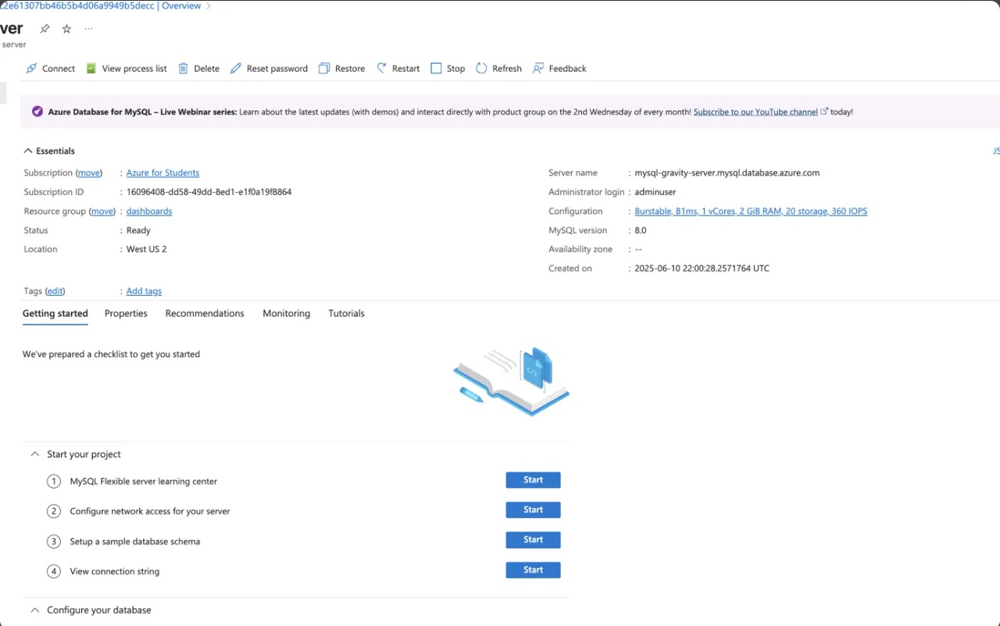 c2e61307bb46b5b4d06a9949b5decc | Overview >
ver
server
Connect View process list Delete Reset password Restore Restart Stop Refresh Feedback
Azure Database for MySQL – Live Webinar series: Learn about the latest updates (with demos) and interact directly with product group on the 2nd Wednesday of every month! Subscribe to our YouTube channel today!
Essentials
JS
Subscription (move) : Azure for Students
Server name : mysql-gravity-server.mysql.database.azure.com
Subscription ID : 16096408-dd58-49dd-8ed1-e1f0a19f8864
Administrator login : adminuser
Resource group (move) : dashboards
Configuration : Burstable, B1ms, 1 vCores, 2 GiB RAM, 20 storage, 360 IOPS
Status : Ready
MySQL version : 8.0
Location : West US 2
Availability zone : --
Created on : 2025-06-10 22:00:28.2571764 UTC
Tags (edit) : Add tags
Getting started Properties Recommendations Monitoring Tutorials
We've prepared a checklist to get you started
Start your project
1 MySQL Flexible server learning center Start
2 Configure network access for your server Start
3 Setup a sample database schema Start
4 View connection string Start
Configure your database